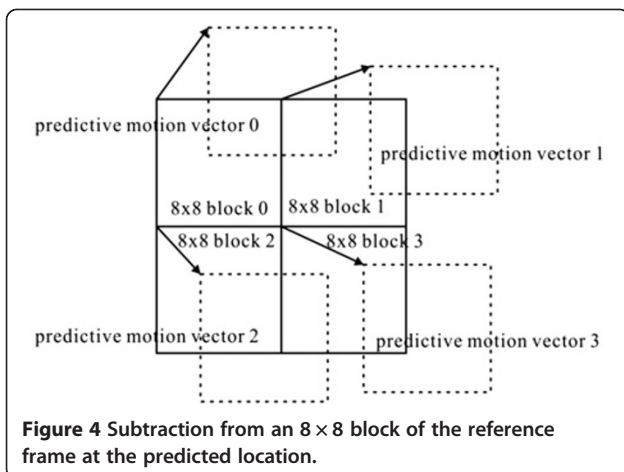 predictive motion vector 0
predictive motion vector 1
8x8 block 0
8x8 block 1
8x8 block 2
8x8 block 3
predictive motion vector 2
predictive motion vector 3
Figure 4 Subtraction from an 8 × 8 block of the reference
frame at the predicted location.